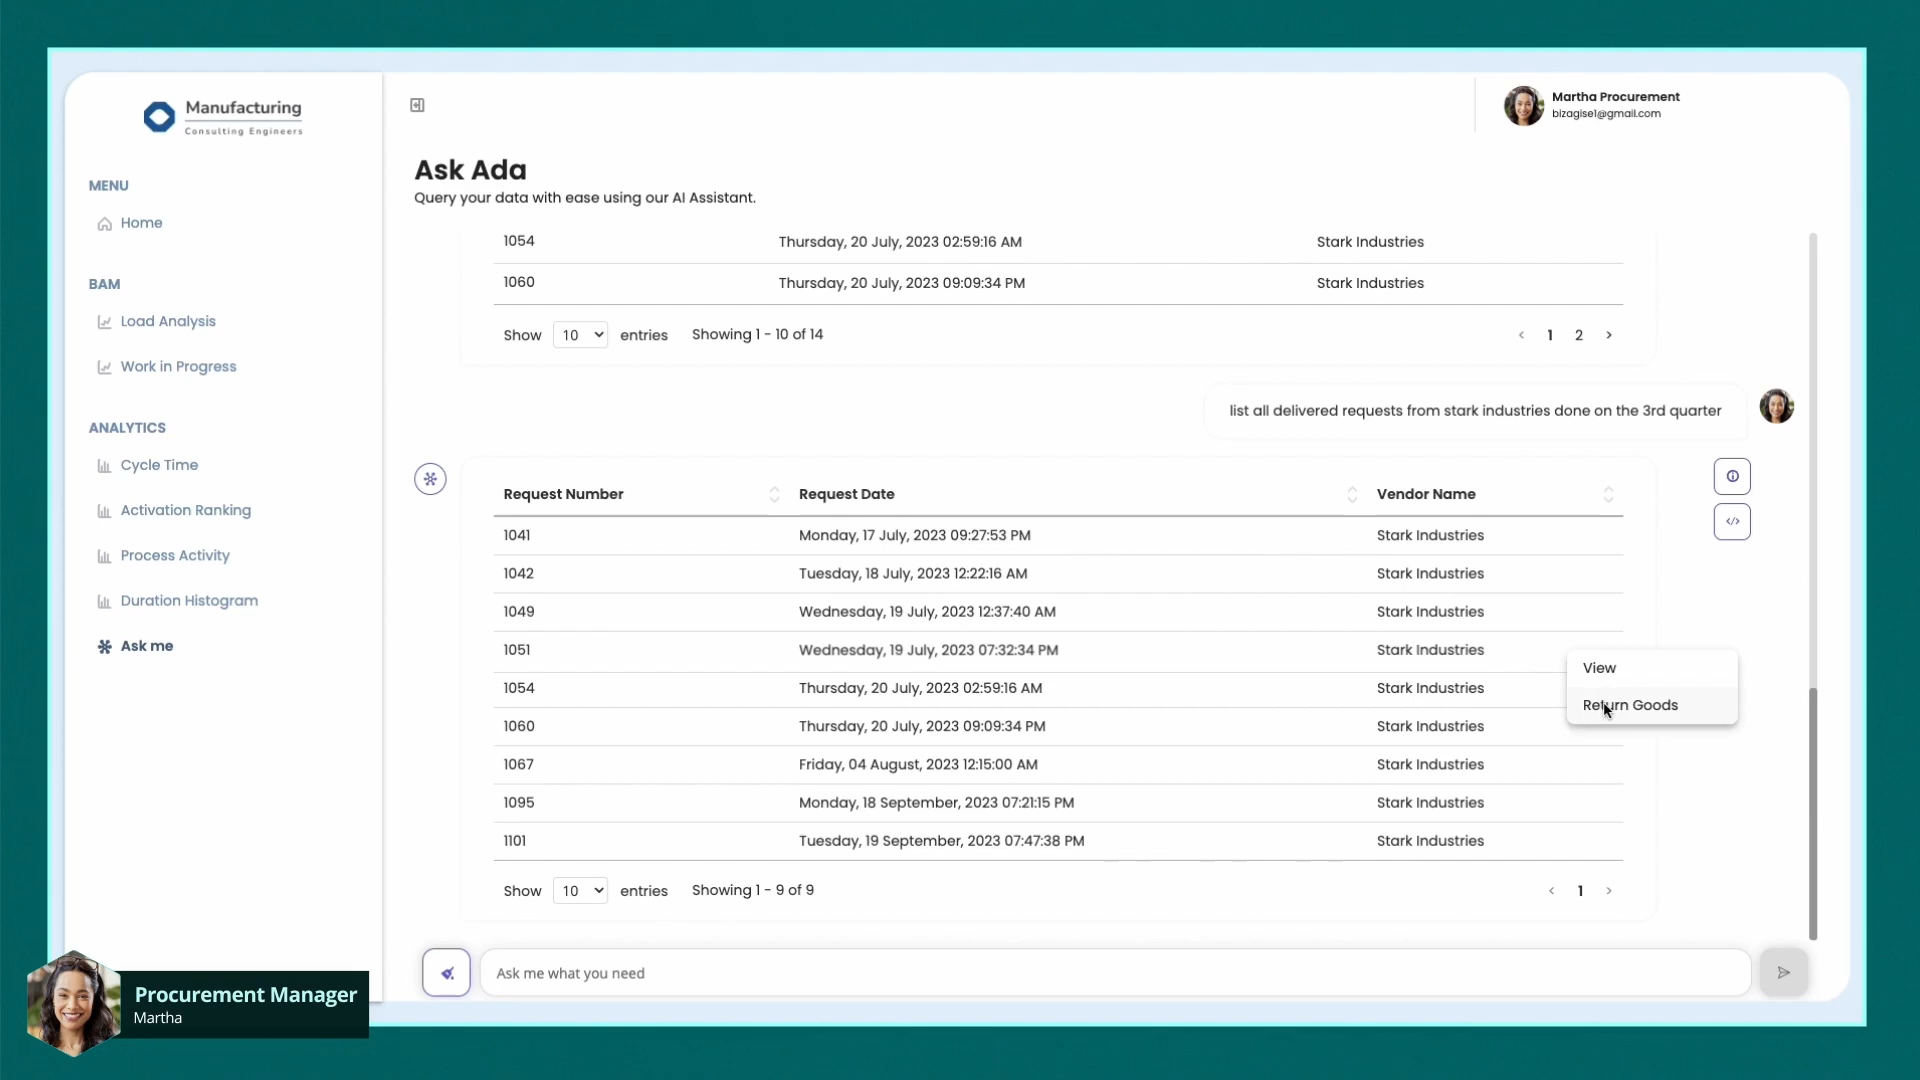 Manufacturing
Consulting Engineers
Martha Procurement
bizagise1@gmail.com
MENU
Home
BAM
Load Analysis
Work in Progress
ANALYTICS
Cycle Time
Activation Ranking
Process Activity
Duration Histogram
Ask me
Ask Ada
Query your data with ease using our AI Assistant.
1054 Thursday, 20 July, 2023 02:59:16 AM Stark Industries
1060 Thursday, 20 July, 2023 09:09:34 PM Stark Industries
Show 10 entries Showing 1 - 10 of 14 < 1 2 >
list all delivered requests from stark industries done on the 3rd quarter
Request Number Request Date Vendor Name
1041 Monday, 17 July, 2023 09:27:53 PM Stark Industries
1042 Tuesday, 18 July, 2023 12:22:16 AM Stark Industries
1049 Wednesday, 19 July, 2023 12:37:40 AM Stark Industries
1051 Wednesday, 19 July, 2023 07:32:34 PM Stark Industries
1054 Thursday, 20 July, 2023 02:59:16 AM Stark Industries
1060 Thursday, 20 July, 2023 09:09:34 PM Stark Industries
1067 Friday, 04 August, 2023 12:15:00 AM Stark Industries
1095 Monday, 18 September, 2023 07:21:15 PM Stark Industries
1101 Tuesday, 19 September, 2023 07:47:38 PM Stark Industries
View
Return Goods
Show 10 entries Showing 1 - 9 of 9 < 1 >
Ask me what you need
Procurement Manager
Martha